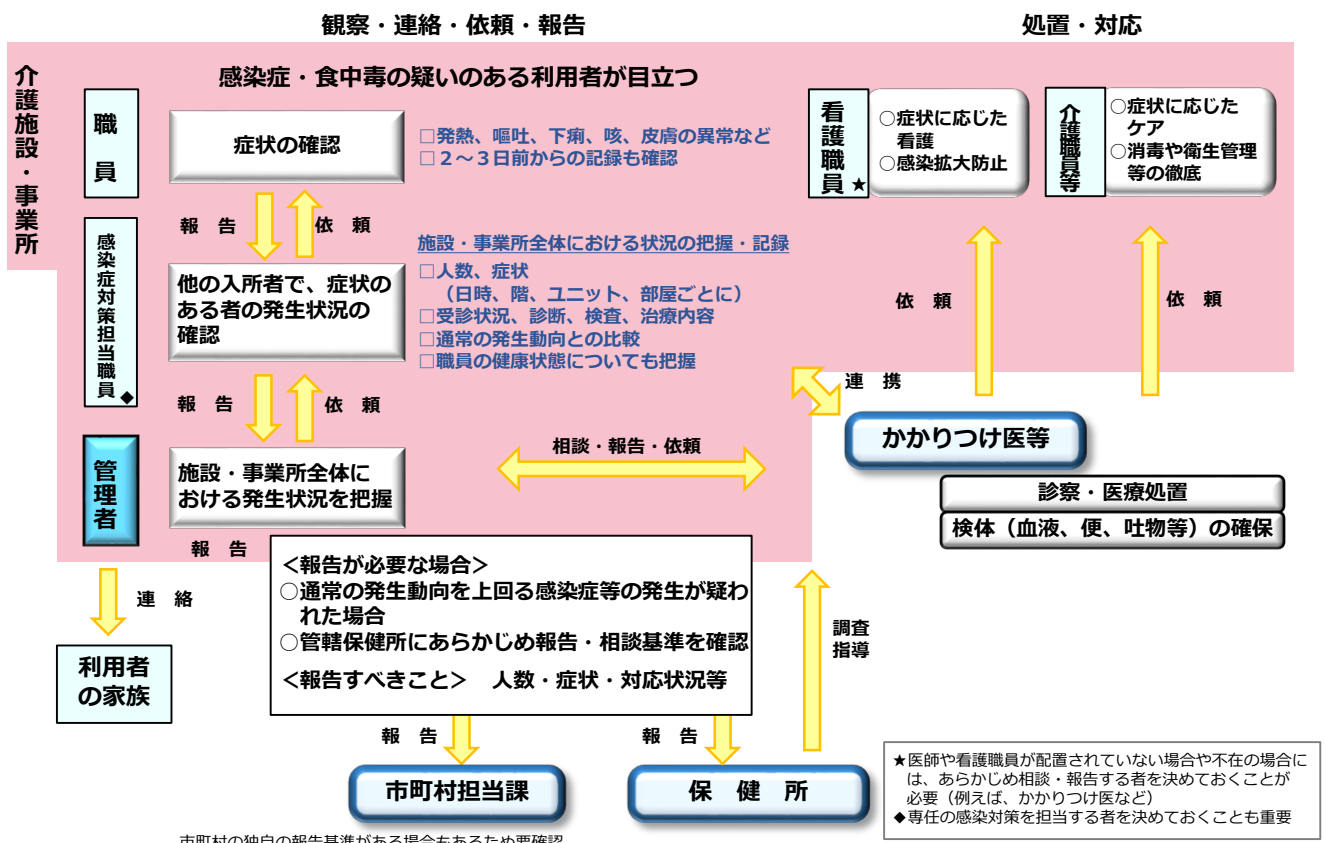 観察・連絡・依頼・報告
処置・対応
介護施設・事業所
感染症・食中毒の疑いのある利用者が目立つ
職員
症状の確認
□発熱、嘔吐、下痢、咳、皮膚の異常など
□２～３日前からの記録も確認
看護職員★
○症状に応じた
看護
○感染拡大防止
介護職員等
○症状に応じた
ケア
○消毒や衛生管理
等の徹底
報 告
依 頼
感染症対策担当職員◆
他の入所者で、症状の
ある者の発生状況の
確認
施設・事業所全体における状況の把握・記録
□人数、症状
（日時、階、ユニット、部屋ごとに）
□受診状況、診断、検査、治療内容
□通常の発生動向との比較
□職員の健康状態についても把握
依 頼
依 頼
報 告
依 頼
連 携
かかりつけ医等
診察・医療処置
検体（血液、便、吐物等）の確保
管理者
施設・事業所全体に
おける発生状況を把握
相談・報告・依頼
報 告
＜報告が必要な場合＞
○通常の発生動向を上回る感染症等の発生が疑わ
れた場合
○管轄保健所にあらかじめ報告・相談基準を確認
＜報告すべきこと＞ 人数・症状・対応状況等
連 絡
利用者
の家族
調査
指導
報 告
報 告
市町村担当課
保 健 所
★医師や看護職員が配置されていない場合や不在の場合に
は、あらかじめ相談・報告する者を決めておくことが
必要（例えば、かかりつけ医など）
◆専任の感染対策を担当する者を決めておくことも重要
市町村の独自の報告基準がある場合もあるため要確認